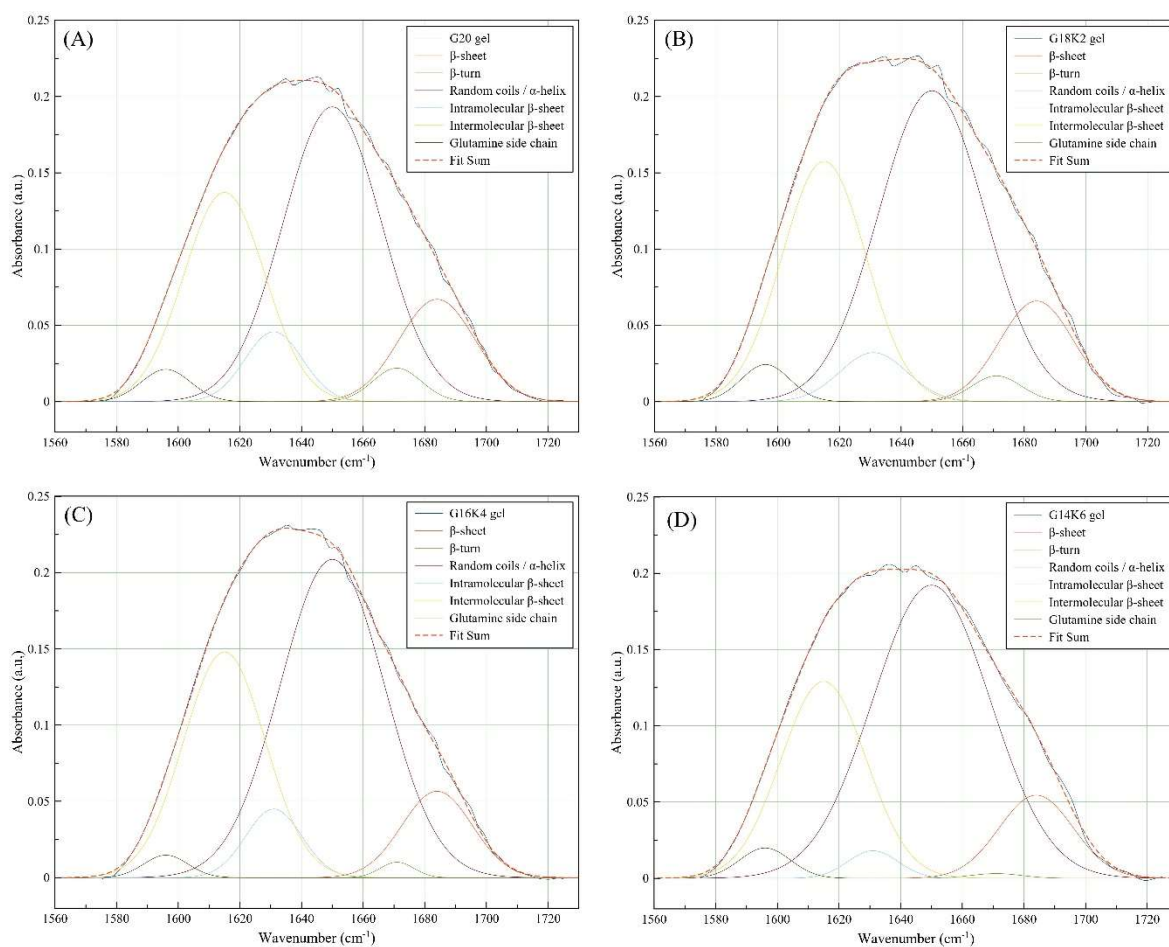 (A)
G20 gel
β-sheet
β-turn
Random coils / α-helix
Intramolecular β-sheet
Intermolecular β-sheet
Glutamine side chain
Fit Sum
0.25
0.2
0.15
0.1
0.05
0
Absorbance (a.u.)
1560 1580 1600 1620 1640 1660 1680 1700 1720
Wavenumber (cm⁻¹)
(B)
G18K2 gel
β-sheet
β-turn
Random coils / α-helix
Intramolecular β-sheet
Intermolecular β-sheet
Glutamine side chain
Fit Sum
0.25
0.2
0.15
0.1
0.05
0
Absorbance (a.u.)
1560 1580 1600 1620 1640 1660 1680 1700 1720
Wavenumber (cm⁻¹)
(C)
G16K4 gel
β-sheet
β-turn
Random coils / α-helix
Intramolecular β-sheet
Intermolecular β-sheet
Glutamine side chain
Fit Sum
0.25
0.2
0.15
0.1
0.05
0
Absorbance (a.u.)
1560 1580 1600 1620 1640 1660 1680 1700 1720
Wavenumber (cm⁻¹)
(D)
G14K6 gel
β-sheet
β-turn
Random coils / α-helix
Intramolecular β-sheet
Intermolecular β-sheet
Glutamine side chain
Fit Sum
0.25
0.2
0.15
0.1
0.05
0
Absorbance (a.u.)
1560 1580 1600 1620 1640 1660 1680 1700 1720
Wavenumber (cm⁻¹)